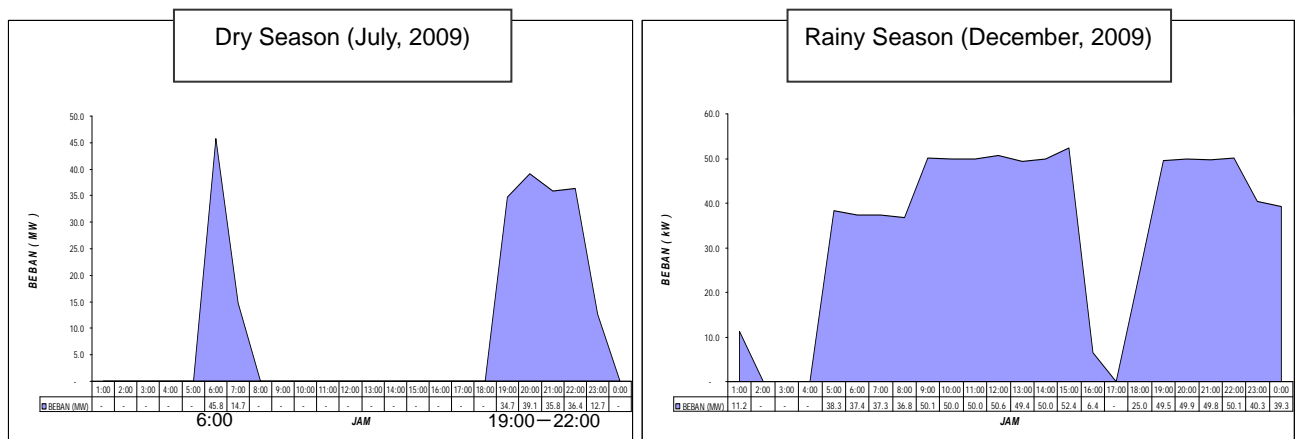 Dry Season (July, 2009)
50.0
45.0
40.0
35.0
30.0
25.0
20.0
15.0
10.0
5.0
-
BEBAN ( MW )
1:00 2:00 3:00 4:00 5:00 6:00 7:00 8:00 9:00 10:00 11:00 12:00 13:00 14:00 15:00 16:00 17:00 18:00 19:00 20:00 21:00 22:00 23:00 0:00
BEBAN (MW) - - - - - 45.8 14.7 - - - - - - - - - - - 34.7 39.1 35.8 36.4 12.7 -
6:00 JAM 19:00－22:00
Rainy Season (December, 2009)
60.0
50.0
40.0
30.0
20.0
10.0
-
BEBAN ( kW )
1:00 2:00 3:00 4:00 5:00 6:00 7:00 8:00 9:00 10:00 11:00 12:00 13:00 14:00 15:00 16:00 17:00 18:00 19:00 20:00 21:00 22:00 23:00 0:00
BEBAN (MW) 11.2 - - - 38.3 37.4 37.3 36.8 50.1 50.0 50.0 50.6 49.4 50.0 52.4 6.4 - 25.0 49.5 49.9 49.8 50.1 40.3 39.3
JAM